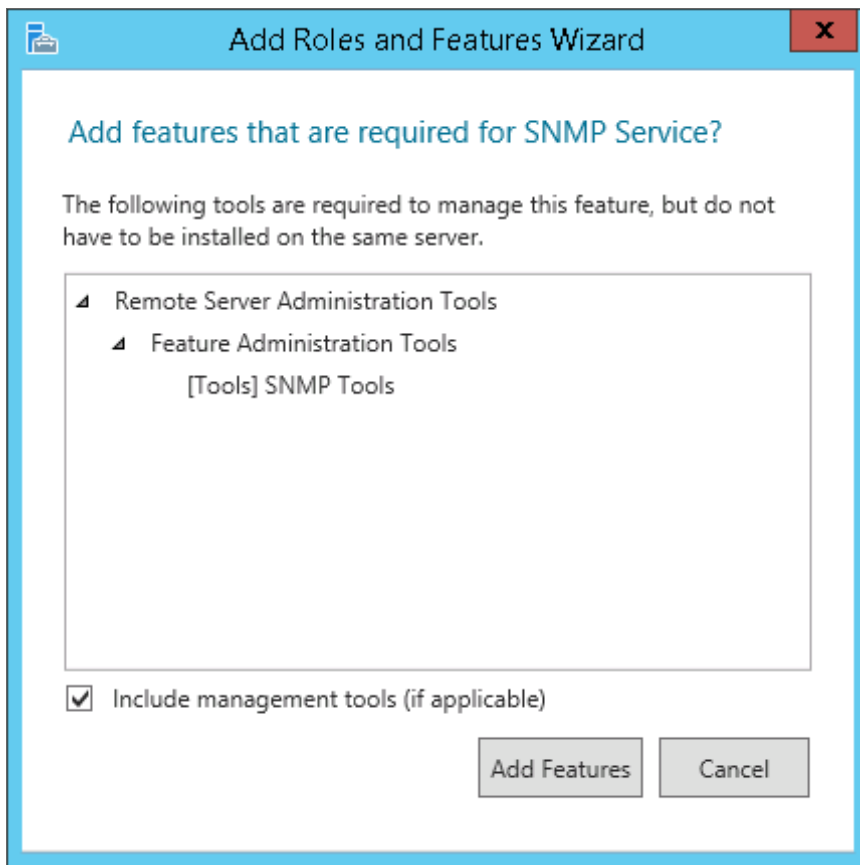 Add Roles and Features Wizard
x
Add features that are required for SNMP Service?
The following tools are required to manage this feature, but do not
have to be installed on the same server.
Remote Server Administration Tools
Feature Administration Tools
[Tools] SNMP Tools
Include management tools (if applicable)
Add Features
Cancel